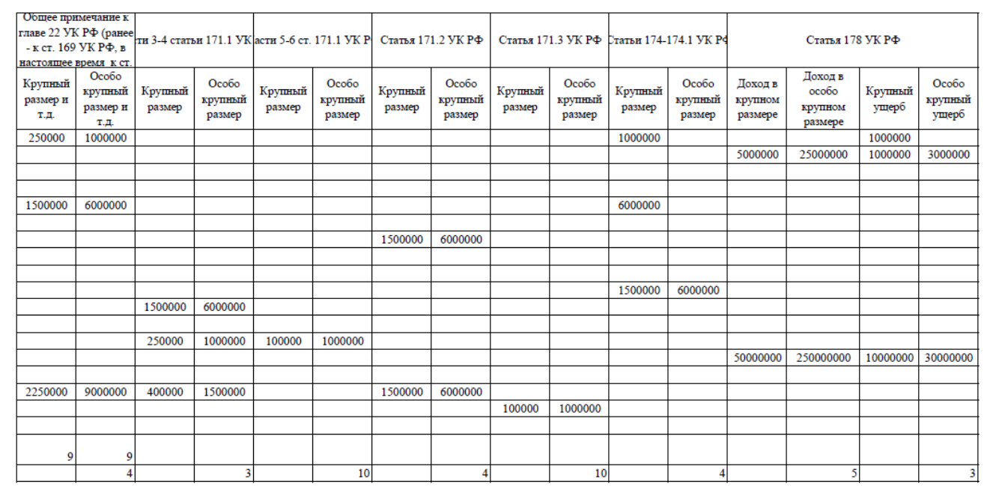 Общее примечание к
главе 22 УК РФ (ранее
- к ст. 169 УК РФ, в
настоящее время к ст.
ти 3-4 статьи 171.1 УК
асти 5-6 ст. 171.1 УК Р
Статья 171.2 УК РФ
Статья 171.3 УК РФ
Статьи 174-174.1 УК РФ
Статья 178 УК РФ
Крупный размер и т.д.
Особо крупный размер и т.д.
Крупный размер
Особо крупный размер
Крупный размер
Особо крупный размер
Крупный размер
Особо крупный размер
Крупный размер
Особо крупный размер
Крупный размер
Особо крупный размер
Доход в крупном размере
Доход в особо крупном размере
Крупный ущерб
Особо крупный ущерб
250000 1000000 1000000 1000000
5000000 25000000 1000000 3000000
1500000 6000000 6000000
1500000 6000000
1500000 6000000
1500000 6000000
250000 1000000 100000 1000000
50000000 250000000 10000000 30000000
2250000 9000000 400000 1500000 1500000 6000000
100000 1000000
9 9
4 3 10 4 10 4 5 3